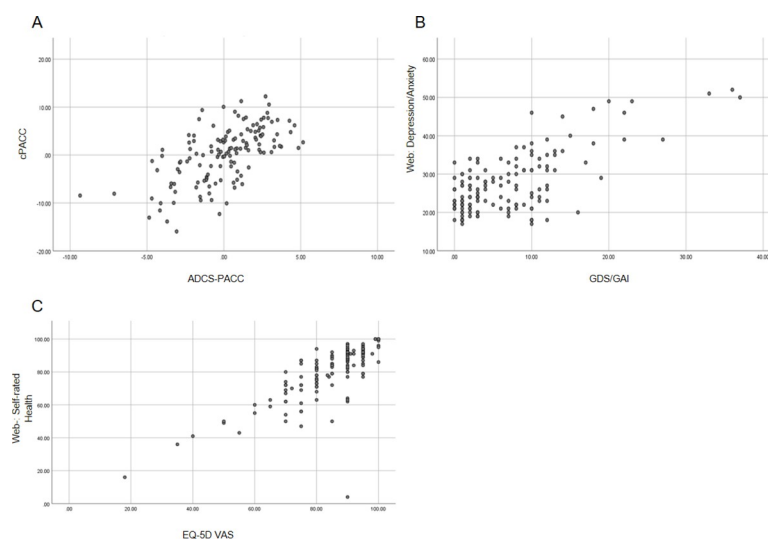 A
20.00
10.00
.00
-10.00
-20.00
cPACC
-10.00 -5.00 .00 5.00 10.00
ADCS-PACC
B
60.00
50.00
40.00
30.00
20.00
10.00
Web: Depression/Anxiety
.00 10.00 20.00 30.00 40.00
GDS/GAI
C
100.00
80.00
60.00
40.00
20.00
.00
Web-: Self-rated
Health
.00 20.00 40.00 60.00 80.00 100.00
EQ-5D VAS